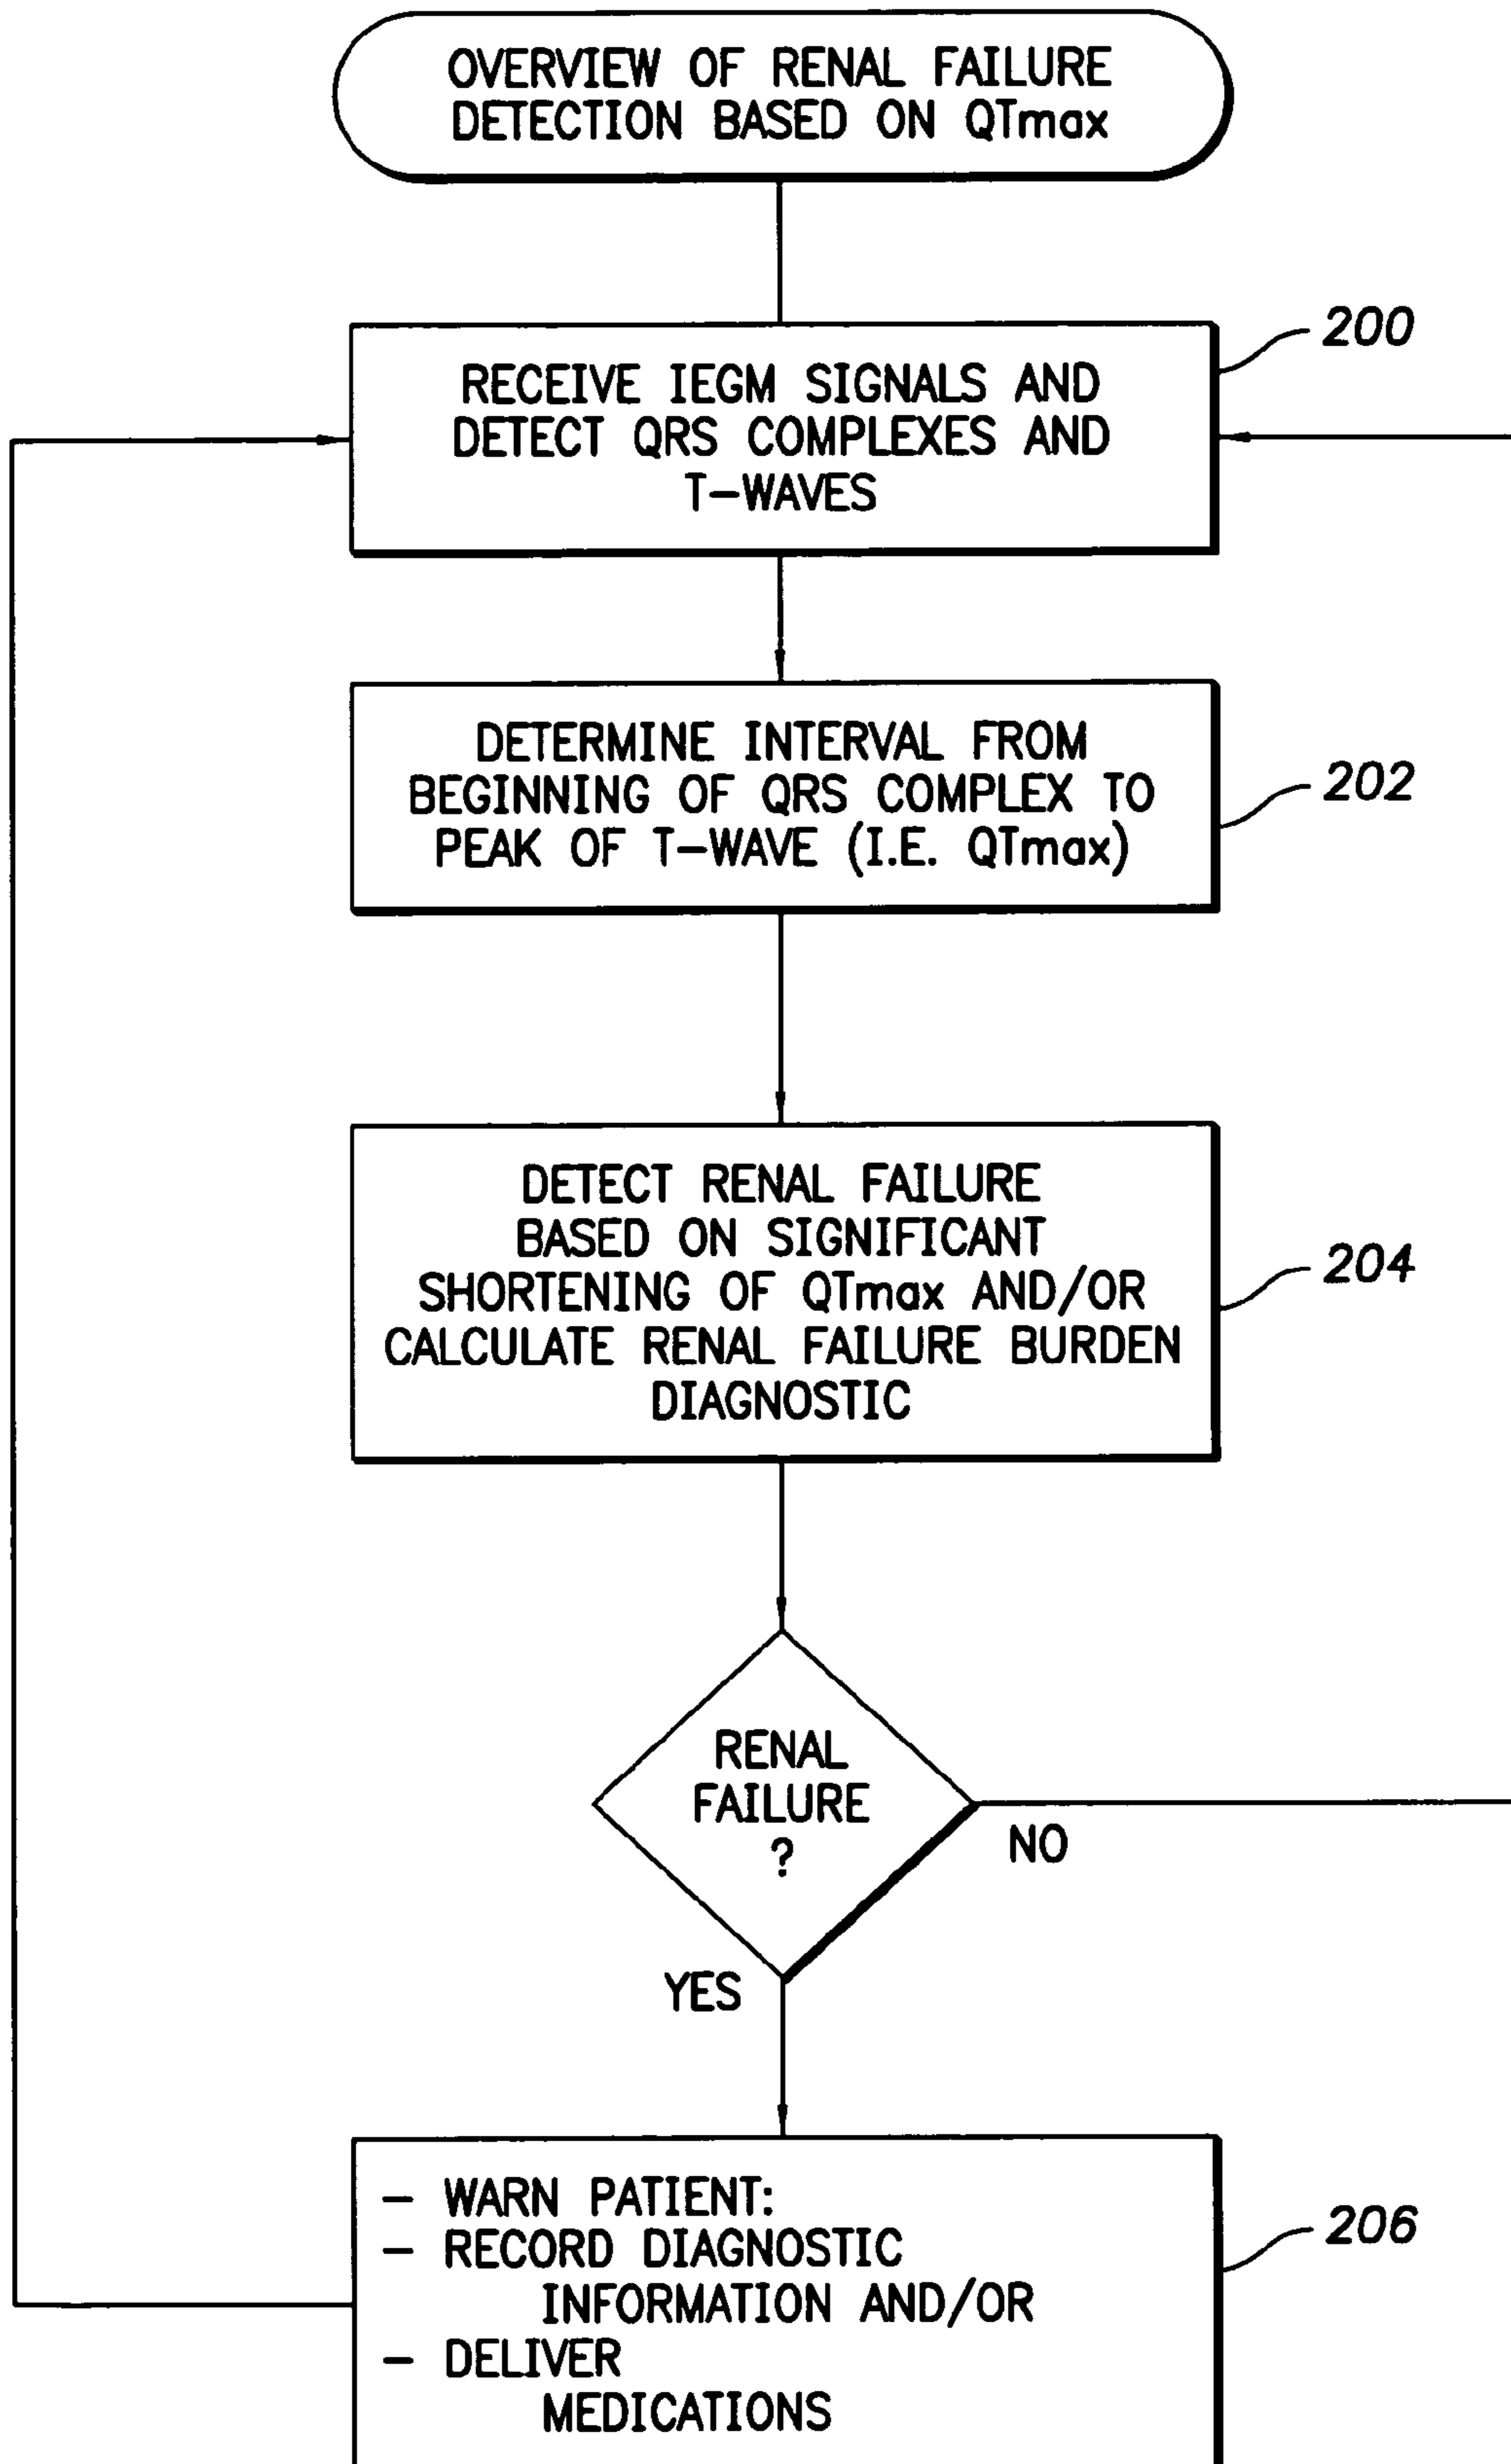 OVERVIEW OF RENAL FAILURE
DETECTION BASED ON QTmax
200
RECEIVE IEGM SIGNALS AND
DETECT QRS COMPLEXES AND
T-WAVES
202
DETERMINE INTERVAL FROM
BEGINNING OF QRS COMPLEX TO
PEAK OF T-WAVE (I.E. QTmax)
204
DETECT RENAL FAILURE
BASED ON SIGNIFICANT
SHORTENING OF QTmax AND/OR
CALCULATE RENAL FAILURE BURDEN
DIAGNOSTIC
RENAL
FAILURE
?
NO
YES
206
- WARN PATIENT:
- RECORD DIAGNOSTIC
INFORMATION AND/OR
- DELIVER
MEDICATIONS